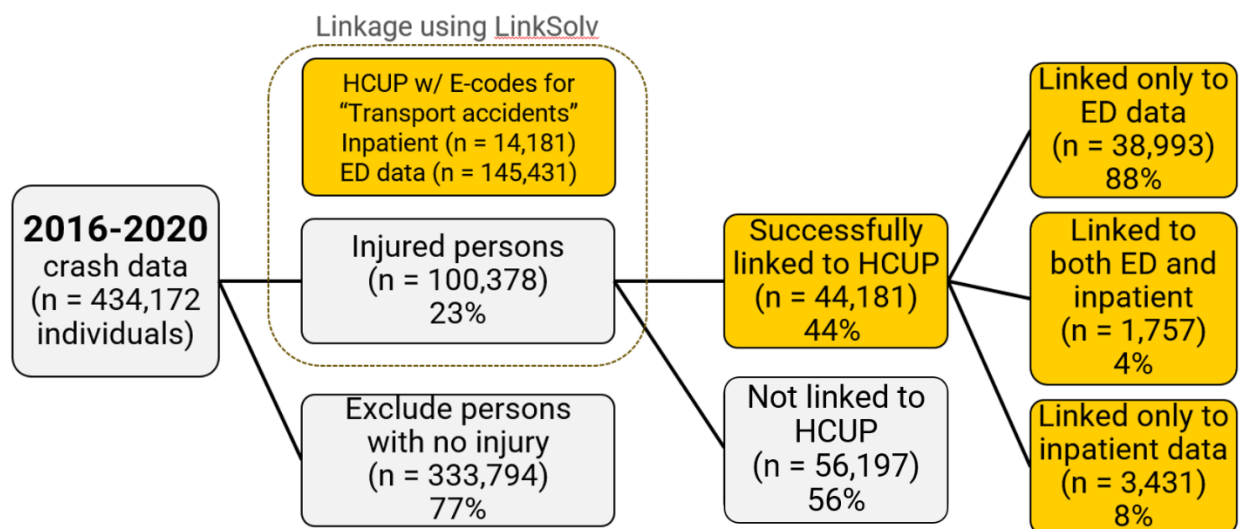 Linkage using LinkSolv
HCUP w/ E-codes for
“Transport accidents”
Inpatient (n = 14,181)
ED data (n = 145,431)
2016-2020
crash data
(n = 434,172
individuals)
Injured persons
(n = 100,378)
23%
Exclude persons
with no injury
(n = 333,794)
77%
Successfully
linked to HCUP
(n = 44,181)
44%
Not linked to
HCUP
(n = 56,197)
56%
Linked only to
ED data
(n = 38,993)
88%
Linked to
both ED and
inpatient
(n = 1,757)
4%
Linked only to
inpatient data
(n = 3,431)
8%